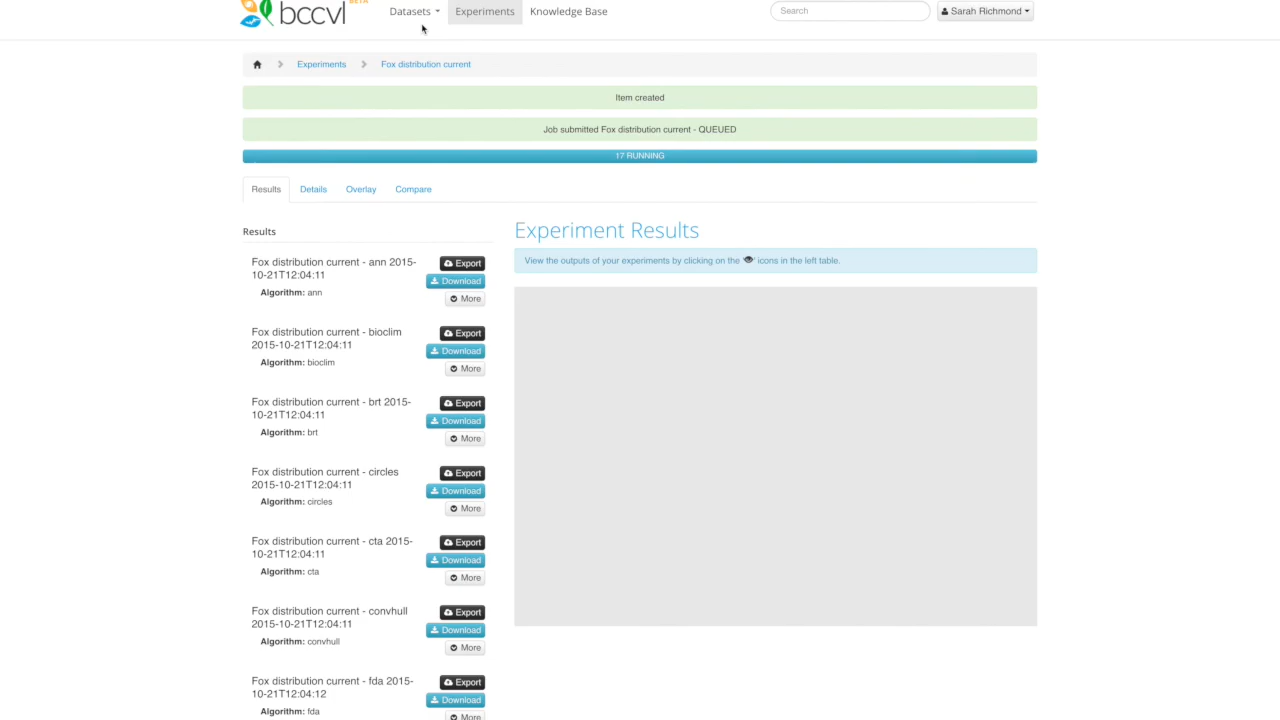 bccvl BETA Datasets Experiments Knowledge Base Search Sarah Richmond
Experiments Fox distribution current
Item created
Job submitted Fox distribution current - QUEUED
17 RUNNING
Results Details Overlay Compare
Results
Fox distribution current - ann 2015-
10-21T12:04:11
Algorithm: ann
Export
Download
More
Fox distribution current - bioclim
2015-10-21T12:04:11
Algorithm: bioclim
Export
Download
More
Fox distribution current - brt 2015-
10-21T12:04:11
Algorithm: brt
Export
Download
More
Fox distribution current - circles
2015-10-21T12:04:11
Algorithm: circles
Export
Download
More
Fox distribution current - cta 2015-
10-21T12:04:11
Algorithm: cta
Export
Download
More
Fox distribution current - convhull
2015-10-21T12:04:11
Algorithm: convhull
Export
Download
More
Fox distribution current - fda 2015-
10-21T12:04:12
Algorithm: fda
Export
Download
More
Experiment Results
View the outputs of your experiments by clicking on the icons in the left table.